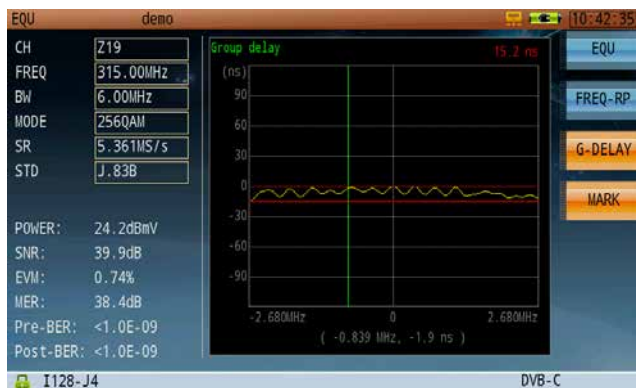 EQU demo 10:42:35
CH Z19
FREQ 315.00MHz
BW 6.00MHz
MODE 256QAM
SR 5.361MS/s
STD J.83B
POWER: 24.2dBmV
SNR: 39.9dB
EVM: 0.74%
MER: 38.4dB
Pre-BER: <1.0E-09
Post-BER: <1.0E-09
Group delay 15.2 ns
(ns)
90
60
30
0
-30
-60
-90
-2.680MHz 0 2.680MHz
( -0.839 MHz, -1.9 ns )
EQU
FREQ-RP
G-DELAY
MARK
I128-J4 DVB-C